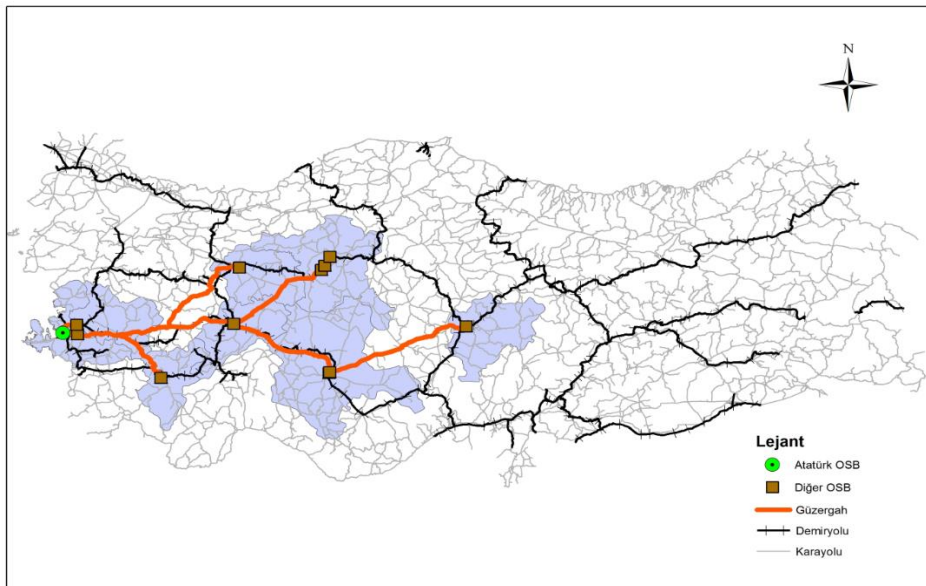 N
Lejant
Atatürk OSB
Diğer OSB
Güzergah
Demiryolu
Karayolu